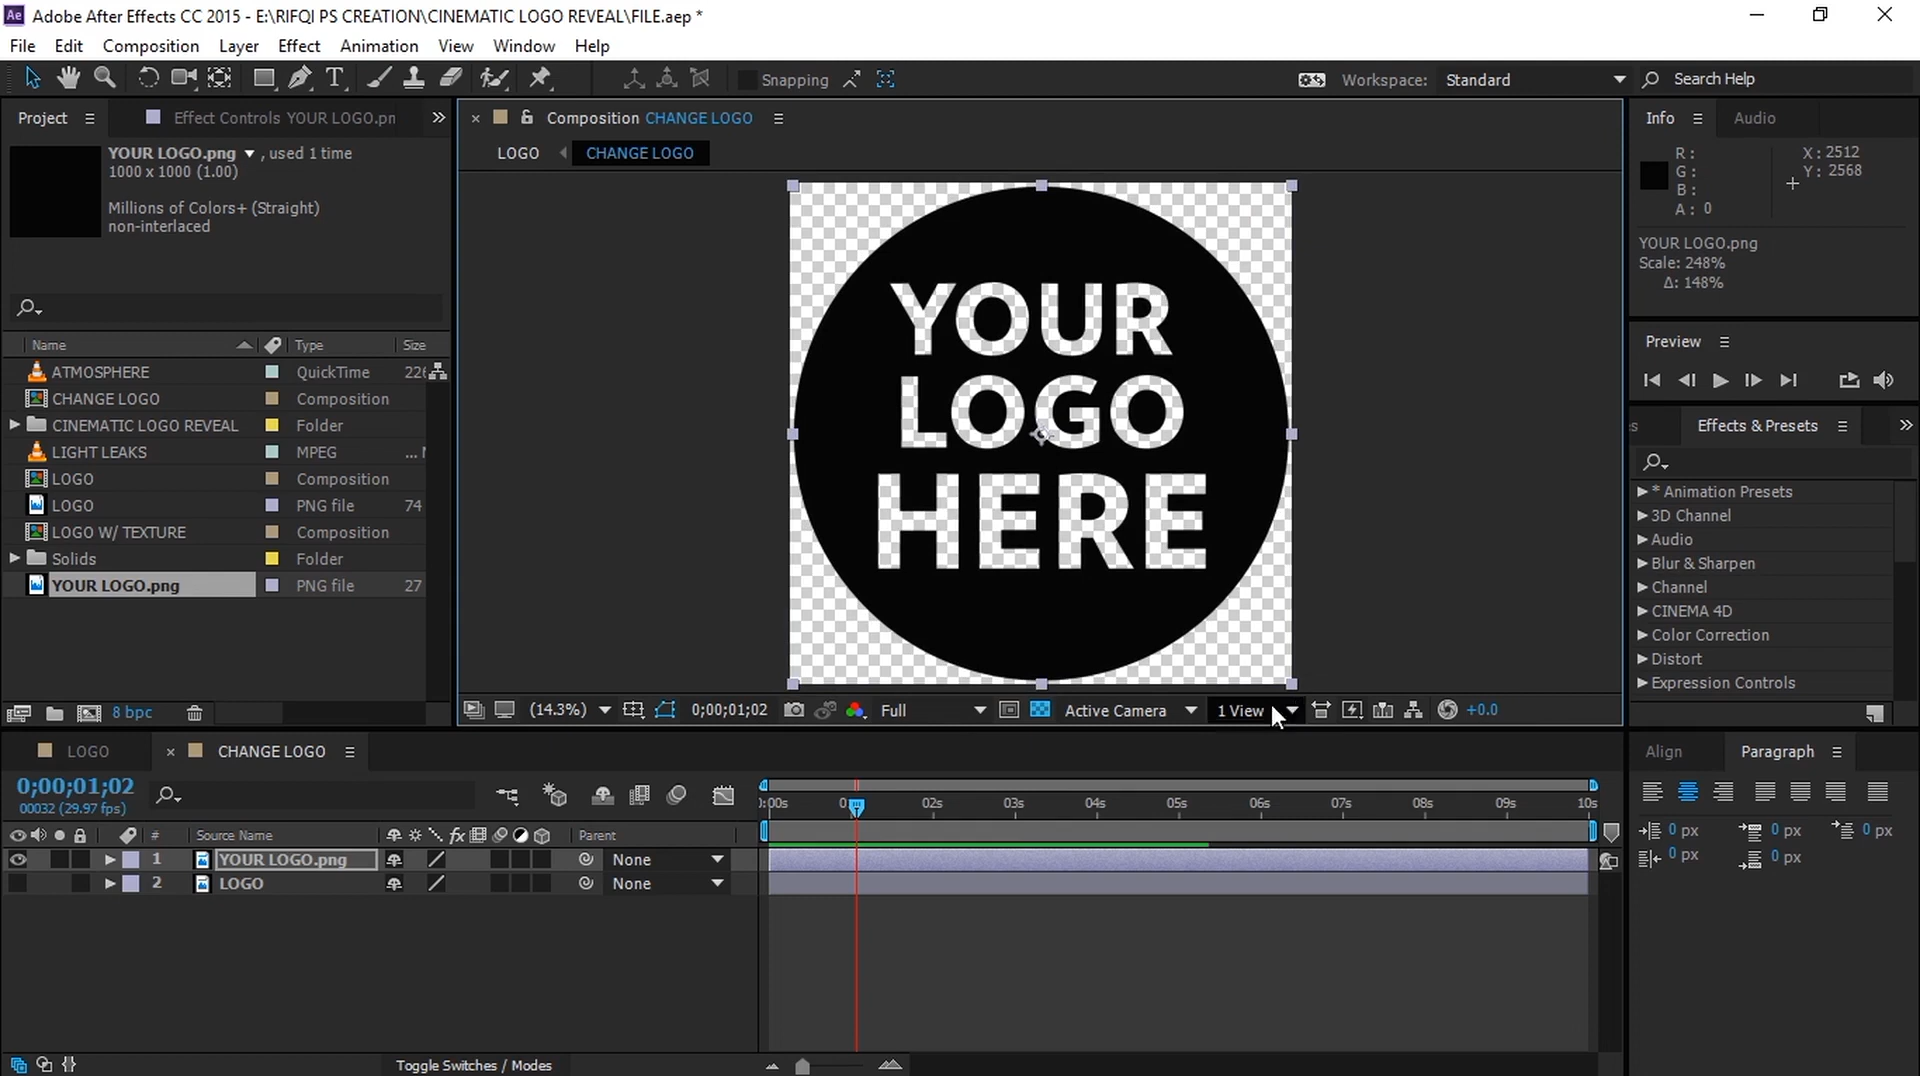 Ae Adobe After Effects CC 2015 - E:\RIFQI PS CREATION\CINEMATIC LOGO REVEAL\FILE.aep *
File Edit Composition Layer Effect Animation View Window Help
Snapping Workspace: Standard Search Help
Project Effect Controls YOUR LOGO.pn
YOUR LOGO.png , used 1 time
1000 x 1000 (1.00)
Millions of Colors+ (Straight)
non-interlaced
Name Type Size
ATMOSPHERE QuickTime 226
CHANGE LOGO Composition
CINEMATIC LOGO REVEAL Folder
LIGHT LEAKS MPEG ...
LOGO Composition
LOGO PNG file 74
LOGO W/ TEXTURE Composition
Solids Folder
YOUR LOGO.png PNG file 27
8 bpc
Composition CHANGE LOGO
LOGO CHANGE LOGO
YOUR
LOGO
HERE
(14.3%) 0;00;01;02 Full Active Camera 1 View +0.0
Info Audio
R: X: 2512
G: Y: 2568
B:
A: 0
YOUR LOGO.png
Scale: 248%
Δ: 148%
Preview
Effects & Presets
* Animation Presets
3D Channel
Audio
Blur & Sharpen
Channel
CINEMA 4D
Color Correction
Distort
Expression Controls
LOGO CHANGE LOGO
0;00;01;02
00032 (29.97 fps)
# Source Name fx Parent
1 YOUR LOGO.png None
2 LOGO None
):00s 0 02s 03s 04s 05s 06s 07s 08s 09s 10s
Toggle Switches / Modes
Align Paragraph
0 px 0 px 0 px
0 px 0 px